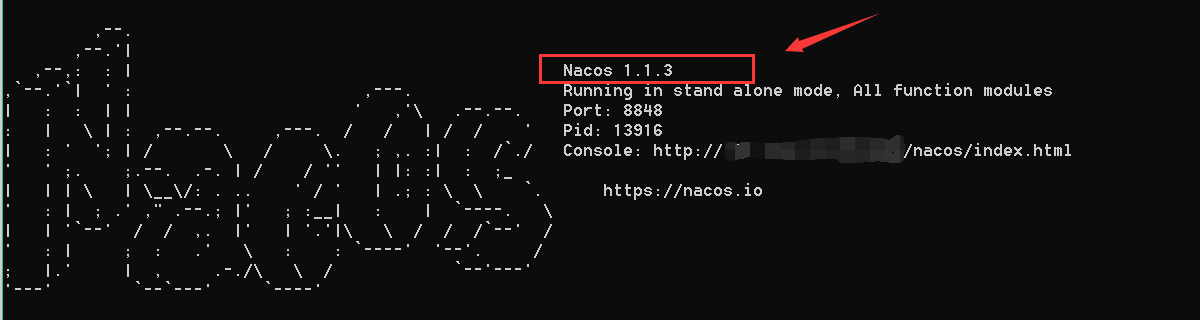 Nacos 1.1.3
Running in stand alone mode, All function modules
Port: 8848
Pid: 13916
Console: http:// /nacos/index.html
https://nacos.io